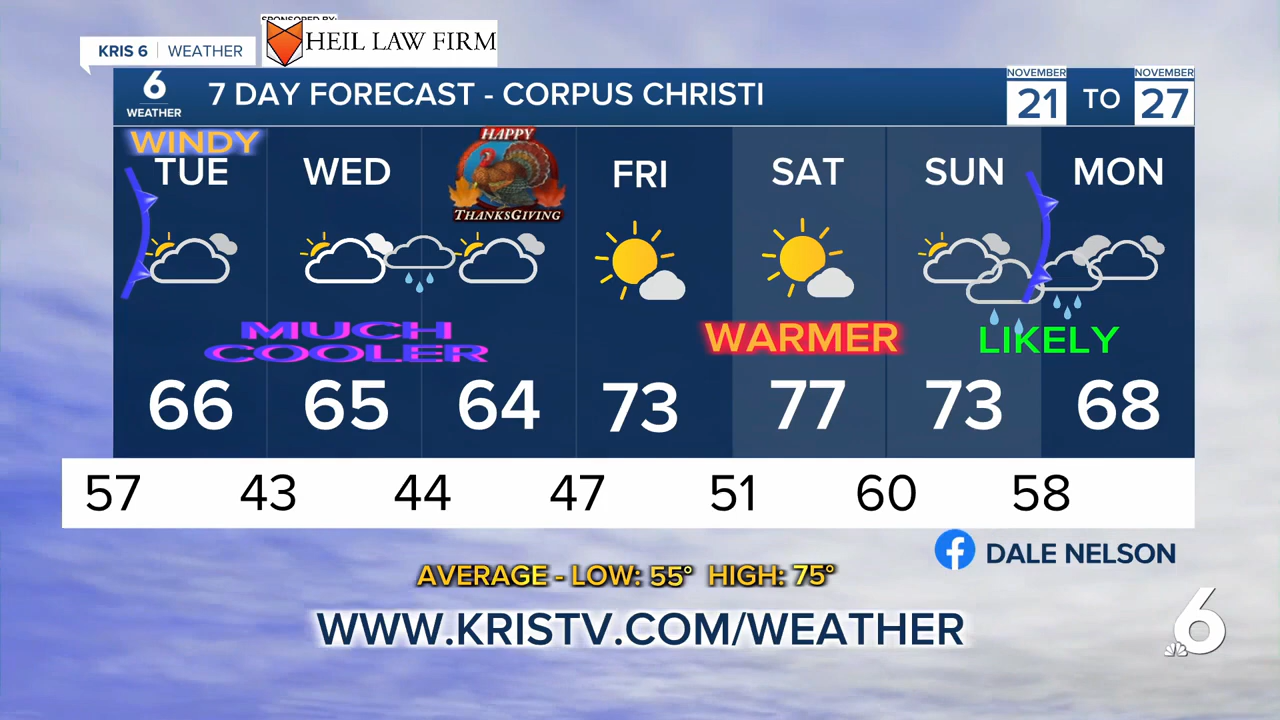 SPONSORED BY:
KRIS 6 | WEATHER
HEIL LAW FIRM
6
WEATHER
7 DAY FORECAST - CORPUS CHRISTI
NOVEMBER
21
TO
NOVEMBER
27
WINDY
TUE
WED
HAPPY
THANKSGIVING
FRI
SAT
SUN
MON
MUCH
COOLER
WARMER
LIKELY
66 65 64 73 77 73 68
57 43 44 47 51 60 58
DALE NELSON
AVERAGE - LOW: 55° HIGH: 75°
WWW.KRISTV.COM/WEATHER
6